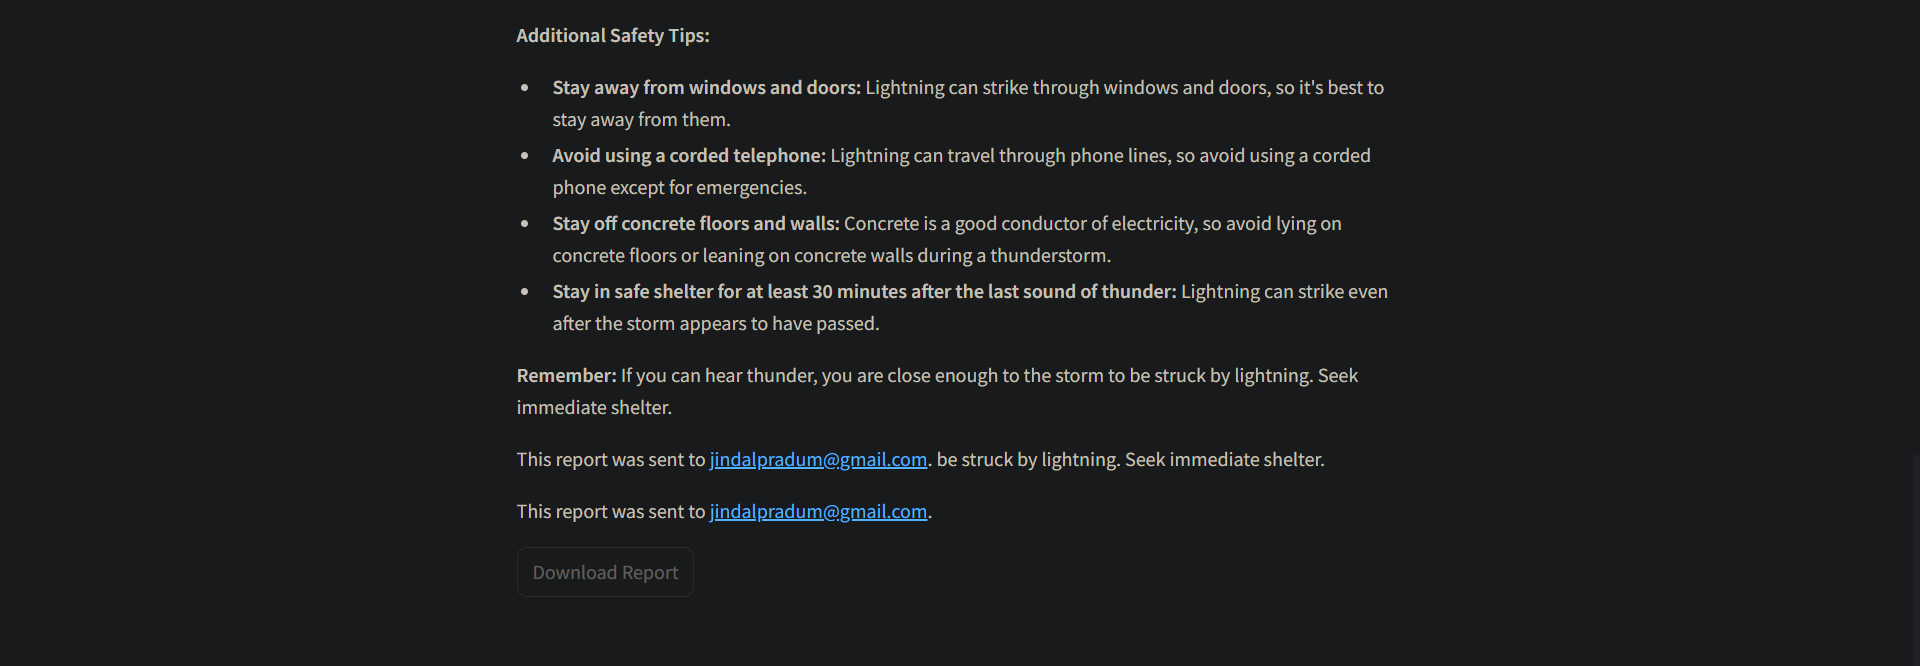 Additional Safety Tips:
Stay away from windows and doors: Lightning can strike through windows and doors, so it's best to
stay away from them.
Avoid using a corded telephone: Lightning can travel through phone lines, so avoid using a corded
phone except for emergencies.
Stay off concrete floors and walls: Concrete is a good conductor of electricity, so avoid lying on
concrete floors or leaning on concrete walls during a thunderstorm.
Stay in safe shelter for at least 30 minutes after the last sound of thunder: Lightning can strike even
after the storm appears to have passed.
Remember: If you can hear thunder, you are close enough to the storm to be struck by lightning. Seek
immediate shelter.
This report was sent to jindalpradum@gmail.com. be struck by lightning. Seek immediate shelter.
This report was sent to jindalpradum@gmail.com.
Download Report